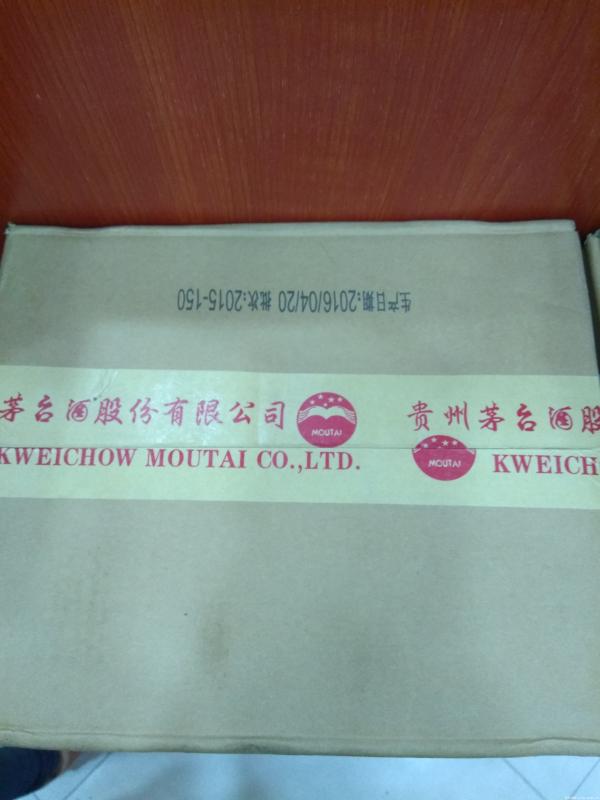 生产日期:2016/04/20 批次:2015-150
茅台酒股份有限公司 MOUTAI 贵州茅台酒股
KWEICHOW MOUTAI CO.,LTD. MOUTAI KWEICH